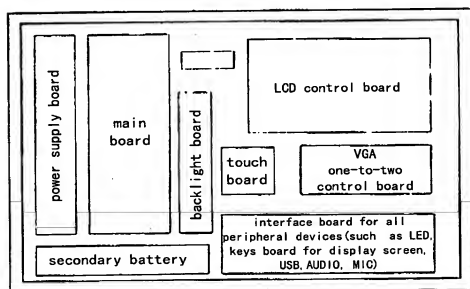 power supply board
main
board
backlight board
LCD control board
touch
board
VGA
one-to-two
control board
interface board for all
peripheral devices(such as LED,
keys board for display screen,
USB, AUDIO, MIC)
secondary battery